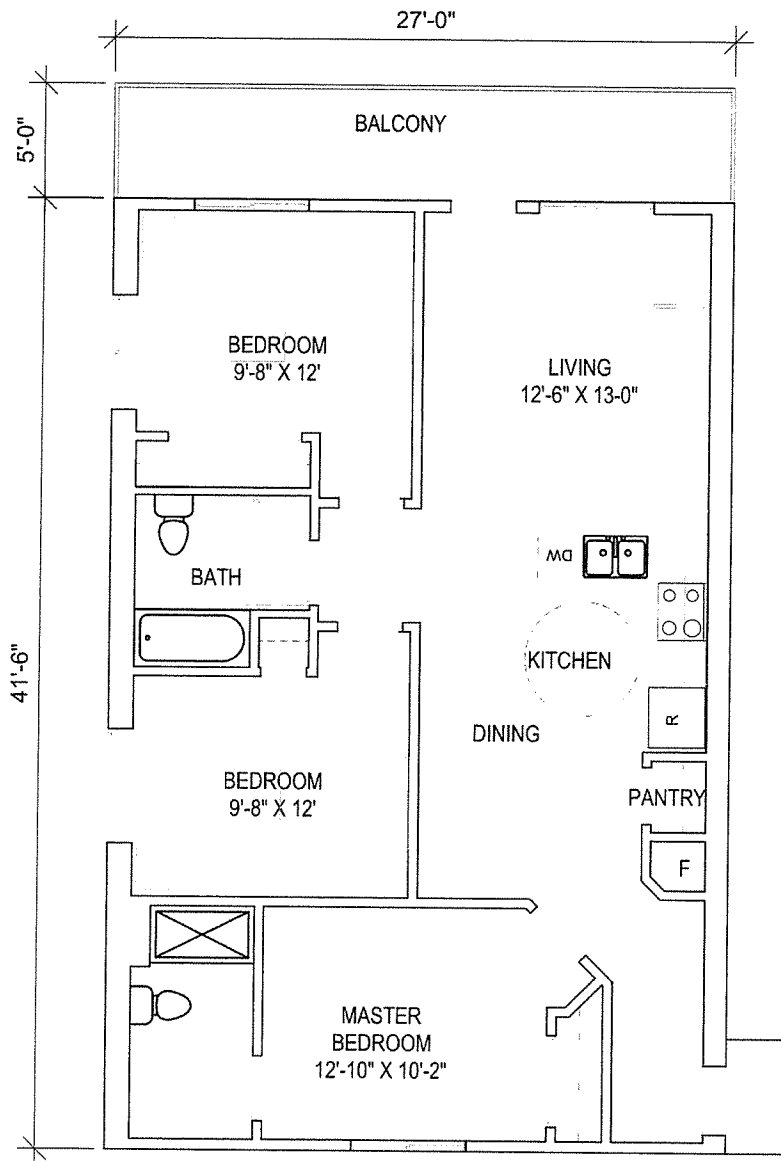 27'-0"
5'-0"
BALCONY
BEDROOM
9'-8" X 12'
LIVING
12'-6" X 13-0"
BATH
DW
KITCHEN
41'-6"
R
DINING
BEDROOM
9'-8" X 12'
PANTRY
F
MASTER
BEDROOM
12'-10" X 10'-2"